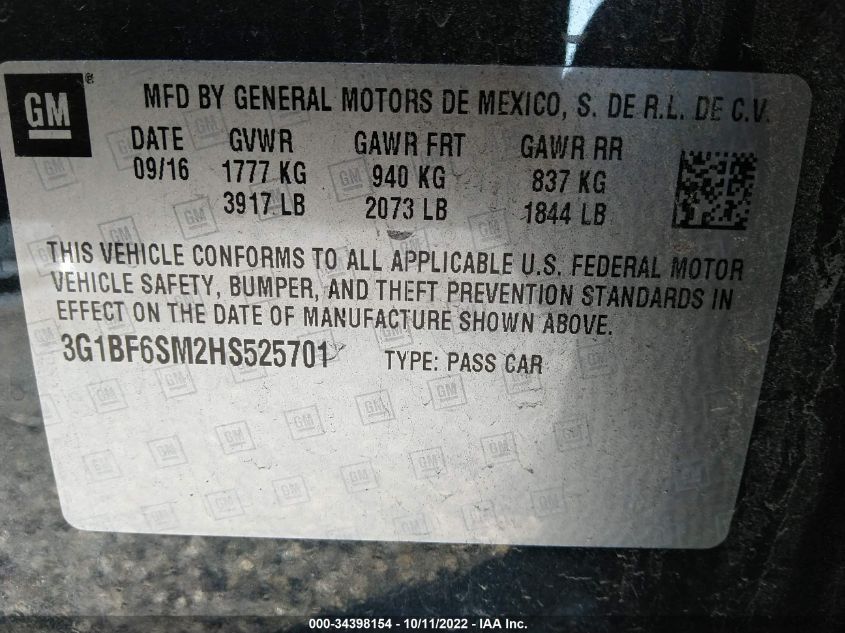 GM ®
MFD BY GENERAL MOTORS DE MEXICO, S. DE R.L. DE C.V.
DATE GVWR GAWR FRT GAWR RR
09/16 1777 KG 940 KG 837 KG
3917 LB 2073 LB 1844 LB
THIS VEHICLE CONFORMS TO ALL APPLICABLE U.S. FEDERAL MOTOR
VEHICLE SAFETY, BUMPER, AND THEFT PREVENTION STANDARDS IN
EFFECT ON THE DATE OF MANUFACTURE SHOWN ABOVE.
3G1BF6SM2HS525701 TYPE: PASS CAR
000-34398154 - 10/11/2022 - IAA Inc.